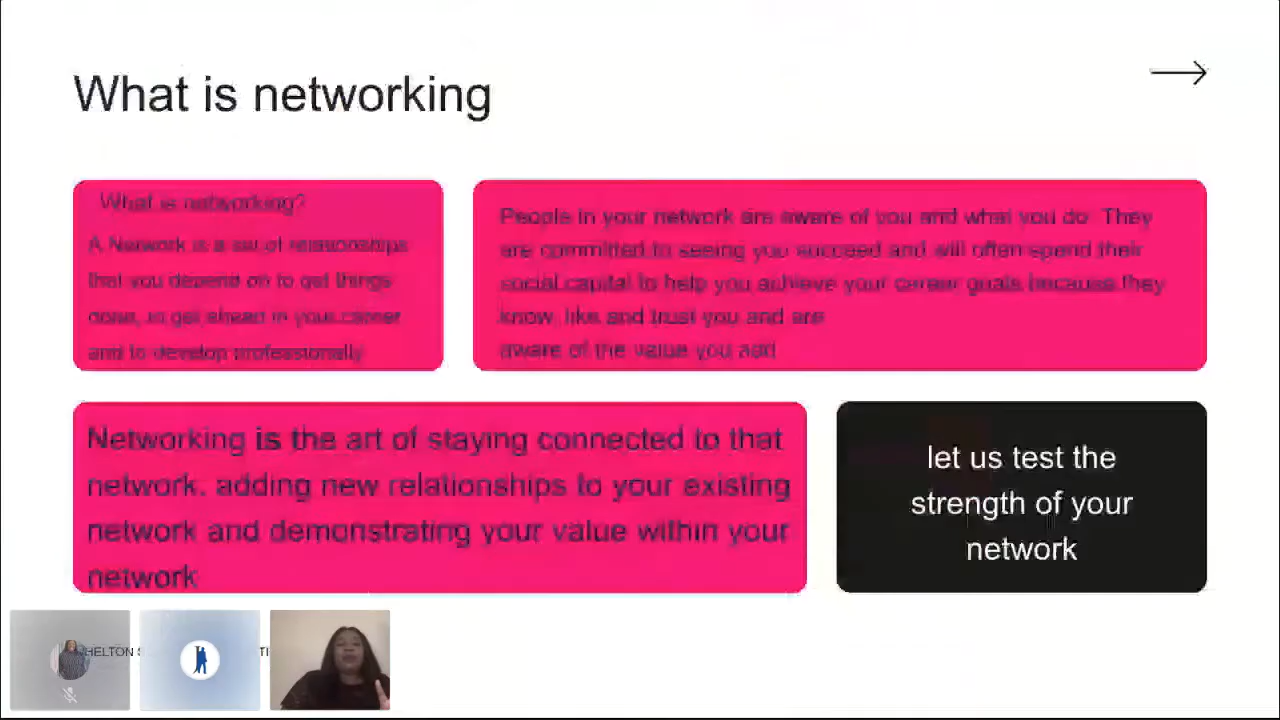 What is networking
What is networking?
A Network is a set of relationships
that you depend on to get things
done, to get ahead in your career
and to develop professionally
People in your network are aware of you and what you do. They
are committed to seeing you succeed and will often spend their
social capital to help you achieve your career goals because they
know, like and trust you and are
aware of the value you add
Networking is the art of staying connected to that
network, adding new relationships to your existing
network and demonstrating your value within your
network
let us test the
strength of your
network
HELTON